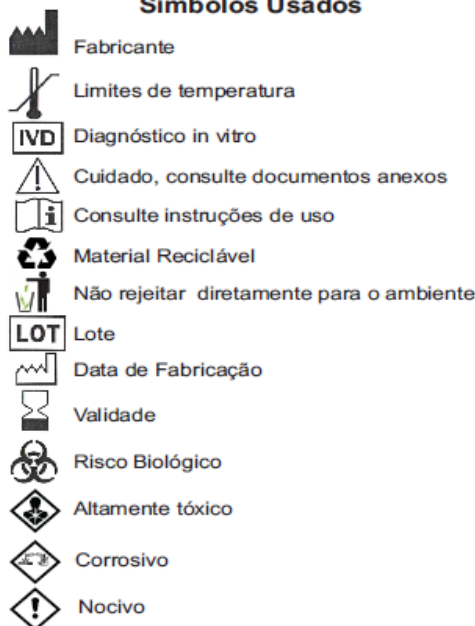 Símbolos Usados
Fabricante
Limites de temperatura
IVD Diagnóstico in vitro
Cuidado, consulte documentos anexos
i Consulte instruções de uso
Material Reciclável
Não rejeitar diretamente para o ambiente
LOT Lote
Data de Fabricação
Validade
Risco Biológico
Altamente tóxico
Corrosivo
! Nocivo